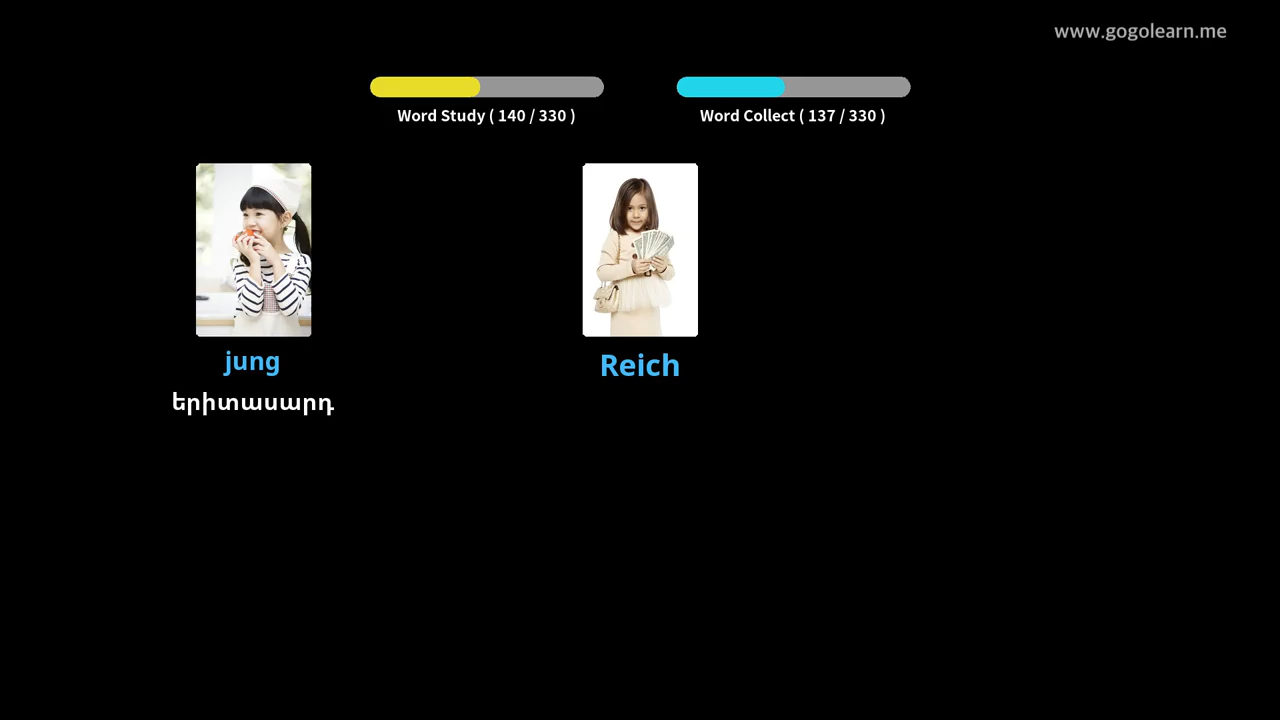 www.gogolearn.me
Word Study ( 140 / 330 )
Word Collect ( 137 / 330 )
jung
երիտասարդ
Reich